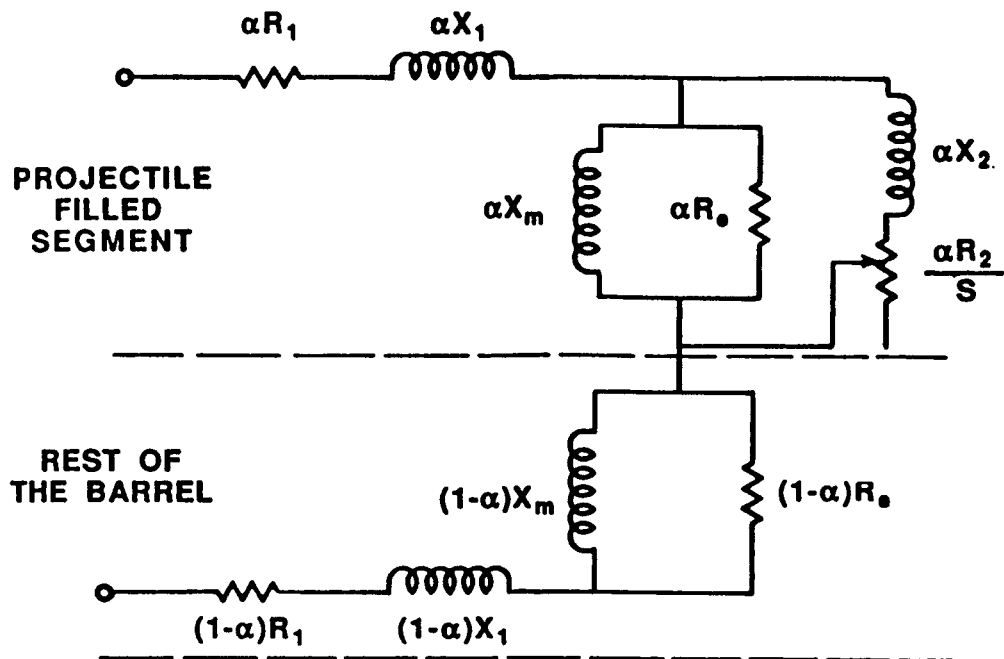 αR₁
αX₁
PROJECTILE
FILLED
SEGMENT
αXₘ
αRₑ
αX₂.
αR₂
S
REST OF
THE BARREL
(1-α)Xₘ
(1-α)Rₑ
(1-α)R₁
(1-α)X₁